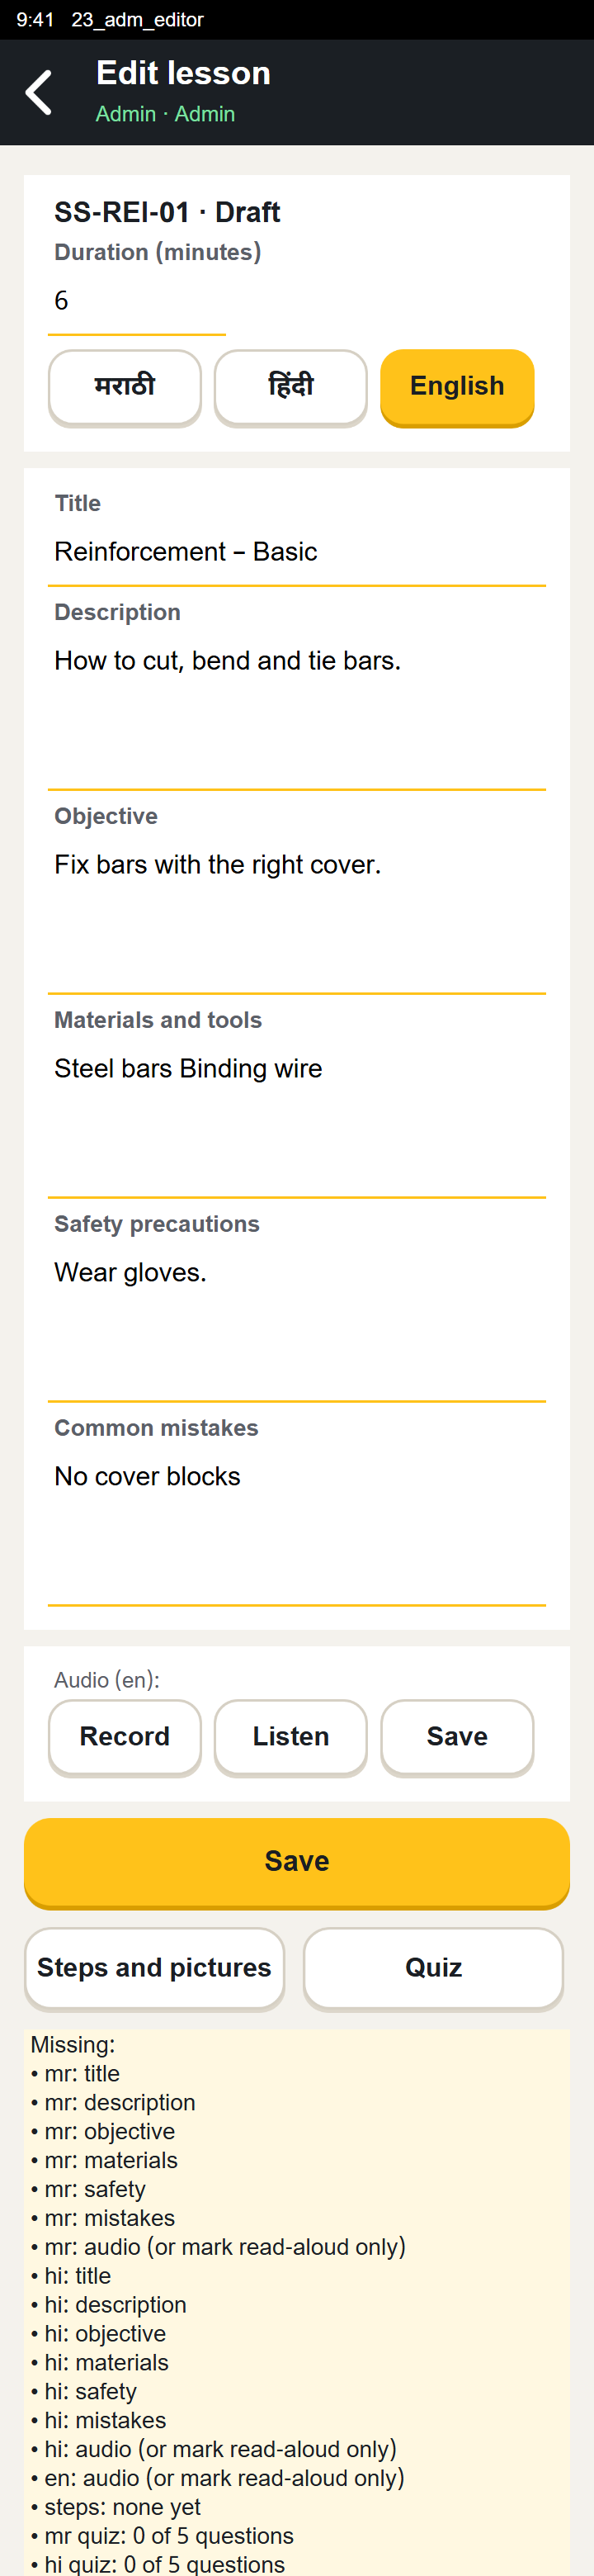 9:41 23_adm_editor
Edit lesson
Admin · Admin
SS-REI-01 · Draft
Duration (minutes)
6
मराठी हिंदी English
Title
Reinforcement – Basic
Description
How to cut, bend and tie bars.
Objective
Fix bars with the right cover.
Materials and tools
Steel bars Binding wire
Safety precautions
Wear gloves.
Common mistakes
No cover blocks
Audio (en):
Record Listen Save
Save
Steps and pictures Quiz
Missing:
• mr: title
• mr: description
• mr: objective
• mr: materials
• mr: safety
• mr: mistakes
• mr: audio (or mark read-aloud only)
• hi: title
• hi: description
• hi: objective
• hi: materials
• hi: safety
• hi: mistakes
• hi: audio (or mark read-aloud only)
• en: audio (or mark read-aloud only)
• steps: none yet
• mr quiz: 0 of 5 questions
• hi quiz: 0 of 5 questions